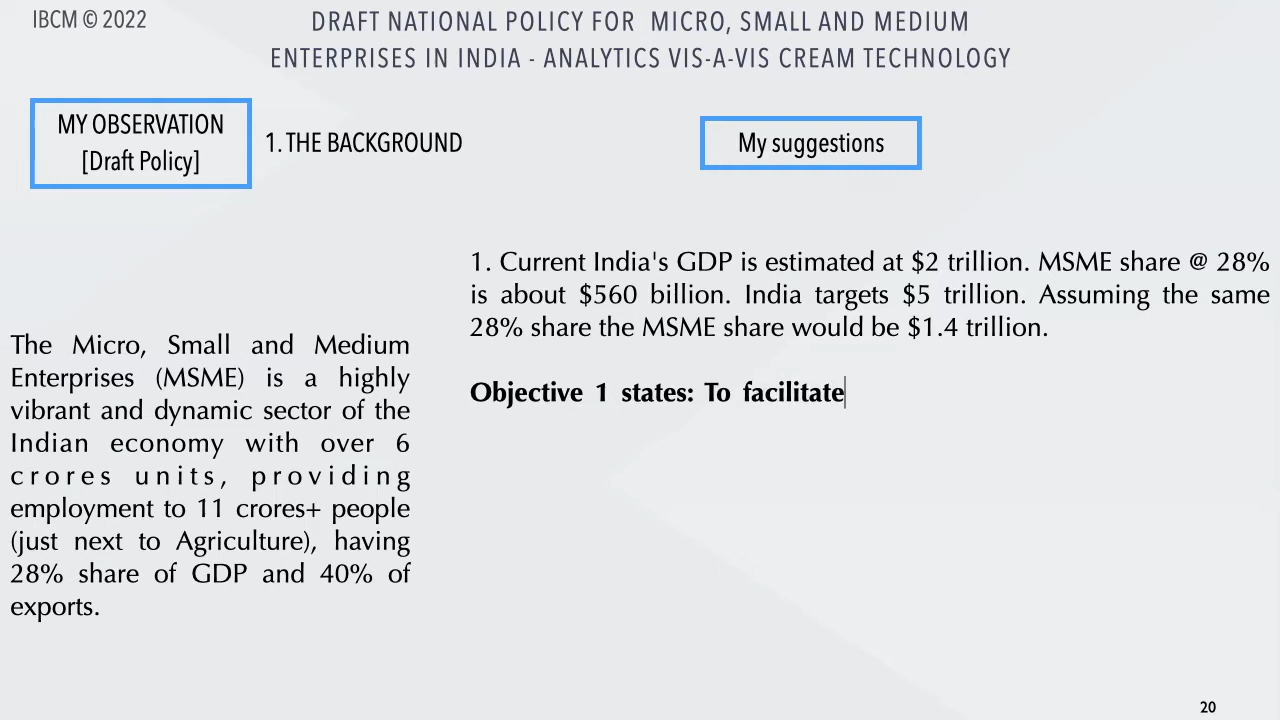 IBCM © 2022
DRAFT NATIONAL POLICY FOR MICRO, SMALL AND MEDIUM
ENTERPRISES IN INDIA - ANALYTICS VIS-A-VIS CREAM TECHNOLOGY
MY OBSERVATION
[Draft Policy]
1. THE BACKGROUND
My suggestions
The Micro, Small and Medium
Enterprises (MSME) is a highly
vibrant and dynamic sector of the
Indian economy with over 6
crores units, providing
employment to 11 crores+ people
(just next to Agriculture), having
28% share of GDP and 40% of
exports.
1. Current India's GDP is estimated at $2 trillion. MSME share @ 28%
is about $560 billion. India targets $5 trillion. Assuming the same
28% share the MSME share would be $1.4 trillion.
Objective 1 states: To facilitate
20